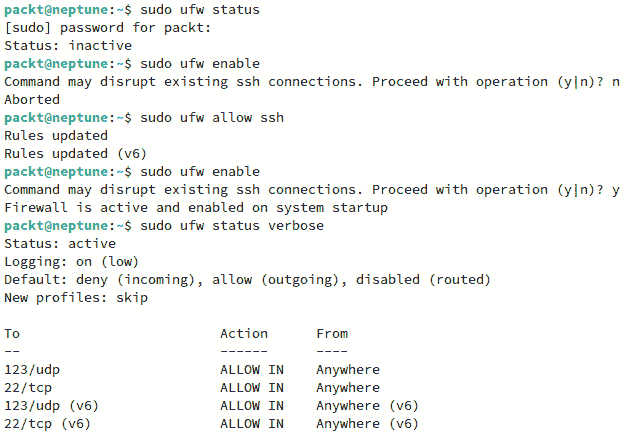 packt@neptune:~$ sudo ufw status
[sudo] password for packt:
Status: inactive
packt@neptune:~$ sudo ufw enable
Command may disrupt existing ssh connections. Proceed with operation (y|n)? n
Aborted
packt@neptune:~$ sudo ufw allow ssh
Rules updated
Rules updated (v6)
packt@neptune:~$ sudo ufw enable
Command may disrupt existing ssh connections. Proceed with operation (y|n)? y
Firewall is active and enabled on system startup
packt@neptune:~$ sudo ufw status verbose
Status: active
Logging: on (low)
Default: deny (incoming), allow (outgoing), disabled (routed)
New profiles: skip

To                         Action      From
--                         ------      ----
123/udp                    ALLOW IN    Anywhere
22/tcp                     ALLOW IN    Anywhere
123/udp (v6)               ALLOW IN    Anywhere (v6)
22/tcp (v6)                ALLOW IN    Anywhere (v6)